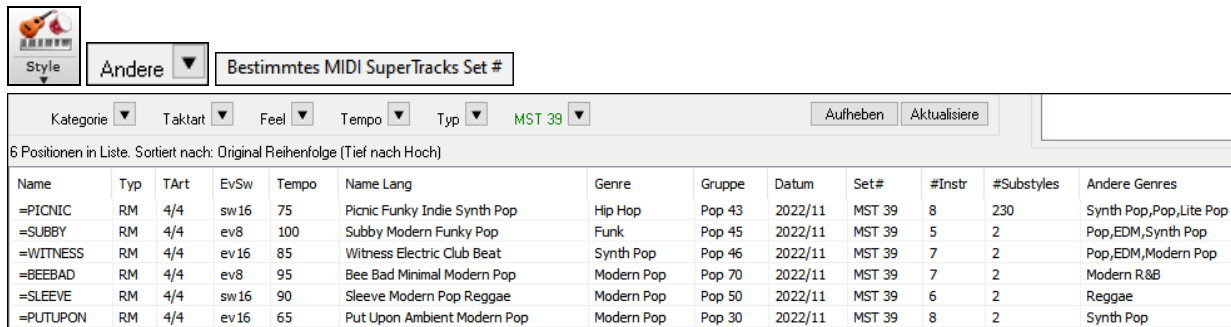 Style
Andere
Bestimmtes MIDI SuperTracks Set #
Kategorie Taktart Feel Tempo Typ MST 39 Aufheben Aktualisiere
6 Positionen in Liste. Sortiert nach: Original Reihenfolge (Tief nach Hoch)
Name Typ TArt EvSw Tempo Name Lang Genre Gruppe Datum Set# #Instr #Substyles Andere Genres
=PICNIC RM 4/4 sw16 75 Picnic Funky Indie Synth Pop Hip Hop Pop 43 2022/11 MST 39 8 230 Synth Pop,Pop,Lite Pop
=SUBBY RM 4/4 ev8 100 Subby Modern Funky Pop Funk Pop 45 2022/11 MST 39 5 2 Pop,EDM,Synth Pop
=WITNESS RM 4/4 ev16 85 Witness Electric Club Beat Synth Pop Pop 46 2022/11 MST 39 7 2 Pop,EDM,Modern Pop
=BEEBAD RM 4/4 ev8 95 Bee Bad Minimal Modern Pop Modern Pop Pop 70 2022/11 MST 39 7 2 Modern R&B
=SLEEVE RM 4/4 sw16 90 Sleeve Modern Pop Reggae Modern Pop Pop 50 2022/11 MST 39 6 2 Reggae
=PUTUPON RM 4/4 ev16 65 Put Upon Ambient Modern Pop Modern Pop Pop 30 2022/11 MST 39 8 2 Synth Pop